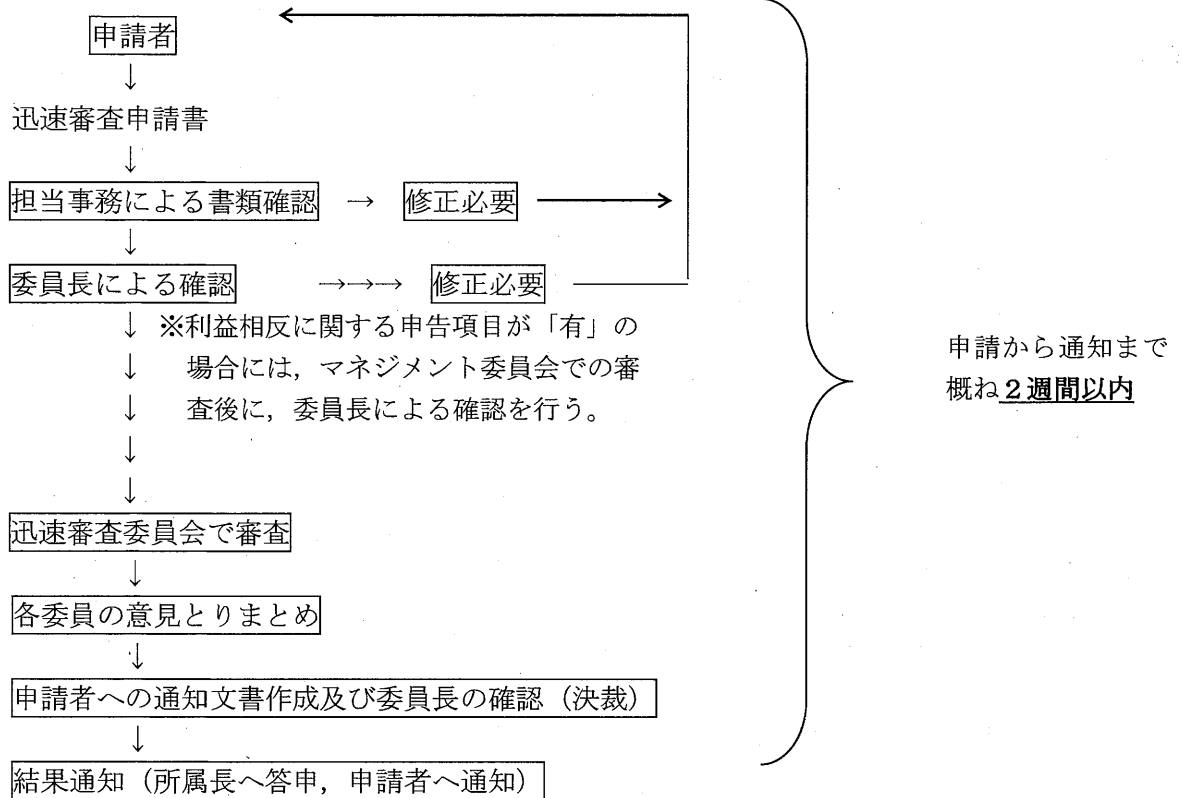 申請者
↓
迅速審査申請書
↓
担当事務による書類確認 → 修正必要
↓
委員長による確認 →→→ 修正必要
↓ ※利益相反に関する申告項目が「有」の
↓ 場合には，マネジメント委員会での審
↓ 査後に，委員長による確認を行う。
↓
↓
迅速審査委員会で審査
↓
各委員の意見とりまとめ
↓
申請者への通知文書作成及び委員長の確認（決裁）
↓
結果通知（所属長へ答申，申請者へ通知）
申請から通知まで
概ね２週間以内